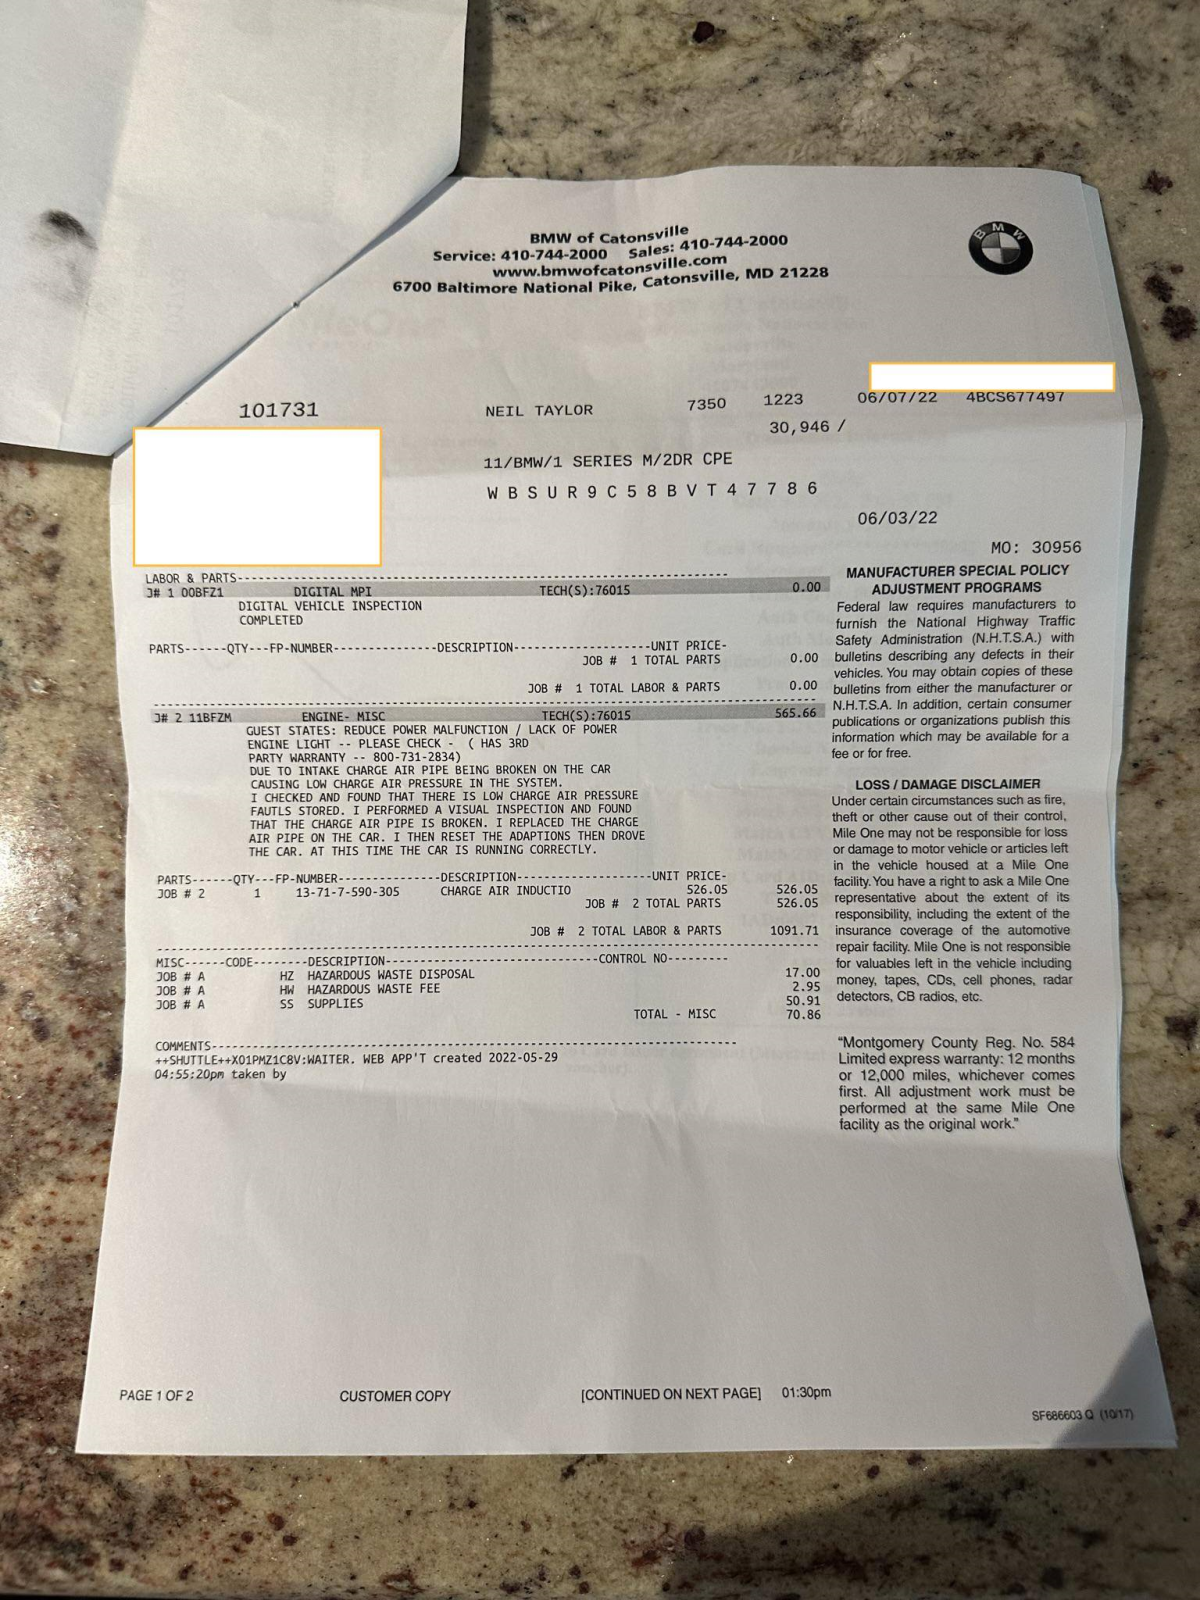 BMW of Catonsville
Service: 410-744-2000 Sales: 410-744-2000
www.bmwofcatonsville.com
6700 Baltimore National Pike, Catonsville, MD 21228
BMW
101731 NEIL TAYLOR 7350 1223 06/07/22 4BCS677497
30,946 /
11/BMW/1 SERIES M/2DR CPE
WBSUR9C58BVT47786
06/03/22
MO: 30956
LABOR & PARTS----------------------------------------------------------------
J# 1 00BFZ1 DIGITAL MPI TECH(S):76015 0.00
DIGITAL VEHICLE INSPECTION
COMPLETED
PARTS------QTY---FP-NUMBER---------------DESCRIPTION--------------------UNIT PRICE-
JOB # 1 TOTAL PARTS 0.00
JOB # 1 TOTAL LABOR & PARTS 0.00
J# 2 11BFZM ENGINE- MISC TECH(S):76015 565.66
GUEST STATES: REDUCE POWER MALFUNCTION / LACK OF POWER
ENGINE LIGHT -- PLEASE CHECK - ( HAS 3RD
PARTY WARRANTY -- 800-731-2834)
DUE TO INTAKE CHARGE AIR PIPE BEING BROKEN ON THE CAR
CAUSING LOW CHARGE AIR PRESSURE IN THE SYSTEM.
I CHECKED AND FOUND THAT THERE IS LOW CHARGE AIR PRESSURE
FAUTLS STORED. I PERFORMED A VISUAL INSPECTION AND FOUND
THAT THE CHARGE AIR PIPE IS BROKEN. I REPLACED THE CHARGE
AIR PIPE ON THE CAR. I THEN RESET THE ADAPTIONS THEN DROVE
THE CAR. AT THIS TIME THE CAR IS RUNNING CORRECTLY.
PARTS------QTY---FP-NUMBER---------------DESCRIPTION--------------------UNIT PRICE-
JOB # 2 1 13-71-7-590-305 CHARGE AIR INDUCTIO 526.05 526.05
JOB # 2 TOTAL PARTS 526.05
JOB # 2 TOTAL LABOR & PARTS 1091.71
MISC------CODE--------DESCRIPTION------------------------------CONTROL NO---------
JOB # A HZ HAZARDOUS WASTE DISPOSAL 17.00
JOB # A HW HAZARDOUS WASTE FEE 2.95
JOB # A SS SUPPLIES 50.91
TOTAL - MISC 70.86
COMMENTS--------------------------------------------------------------------------
++SHUTTLE++X01PMZ1C8V:WAITER. WEB APP'T created 2022-05-29
04:55:20pm taken by
MANUFACTURER SPECIAL POLICY
ADJUSTMENT PROGRAMS
Federal law requires manufacturers to
furnish the National Highway Traffic
Safety Administration (N.H.T.S.A.) with
bulletins describing any defects in their
vehicles. You may obtain copies of these
bulletins from either the manufacturer or
N.H.T.S.A. In addition, certain consumer
publications or organizations publish this
information which may be available for a
fee or for free.
LOSS / DAMAGE DISCLAIMER
Under certain circumstances such as fire,
theft or other cause out of their control,
Mile One may not be responsible for loss
or damage to motor vehicle or articles left
in the vehicle housed at a Mile One
facility. You have a right to ask a Mile One
representative about the extent of its
responsibility, including the extent of the
insurance coverage of the automotive
repair facility. Mile One is not responsible
for valuables left in the vehicle including
money, tapes, CDs, cell phones, radar
detectors, CB radios, etc.
"Montgomery County Reg. No. 584
Limited express warranty: 12 months
or 12,000 miles, whichever comes
first. All adjustment work must be
performed at the same Mile One
facility as the original work."
PAGE 1 OF 2 CUSTOMER COPY [CONTINUED ON NEXT PAGE] 01:30pm
SF686603 Q (10/17)